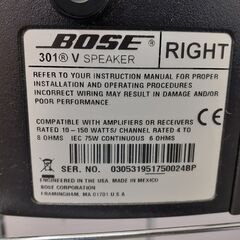 BOSE®
301® V SPEAKER
RIGHT
REFER TO YOUR INSTRUCTION MANUAL FOR PROPER
INSTALLATION AND OPERATING PROCEDURES
INCORRECT WIRING MAY RESULT IN DAMAGE AND/OR
POOR PERFORMANCE
COMPATIBLE WITH AMPLIFIERS OR RECEIVERS
RATED 10 – 150 WATTS/ CHANNEL RATED 4 TO
8 OHMS IEC 75W CONTINUOUS 6 OHMS
SER. NO. 030531951750024BP
ENGINEERED IN THE U.S.A. MADE IN MEXICO
BOSE CORPORATION
FRAMINGHAM, MA 01701 U.S.A